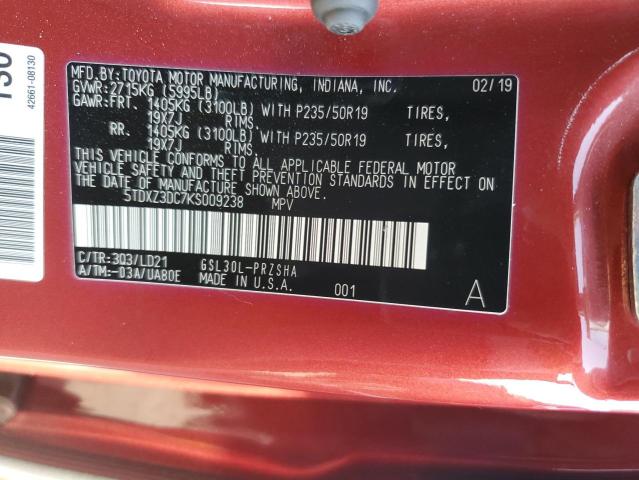 MFD.BY:TOYOTA MOTOR MANUFACTURING, INDIANA, INC. 02/19
GVWR:2715KG (5995LB)
GAWR:FRT. 1405KG (3100LB) WITH P235/50R19 TIRES,
19X7J RIMS
RR. 1405KG (3100LB) WITH P235/50R19 TIRES,
19X7J RIMS
THIS VEHICLE CONFORMS TO ALL APPLICABLE FEDERAL MOTOR
VEHICLE SAFETY AND THEFT PREVENTION STANDARDS IN EFFECT
ON THE DATE OF MANUFACTURE SHOWN ABOVE.
5TDXZ3DC7KS009238 MPV
C/TR:3Q3/LD21 GSL30L-PRZSHA
A/TM:-03A/UA80E MADE IN U.S.A. 001 A
42661-08130